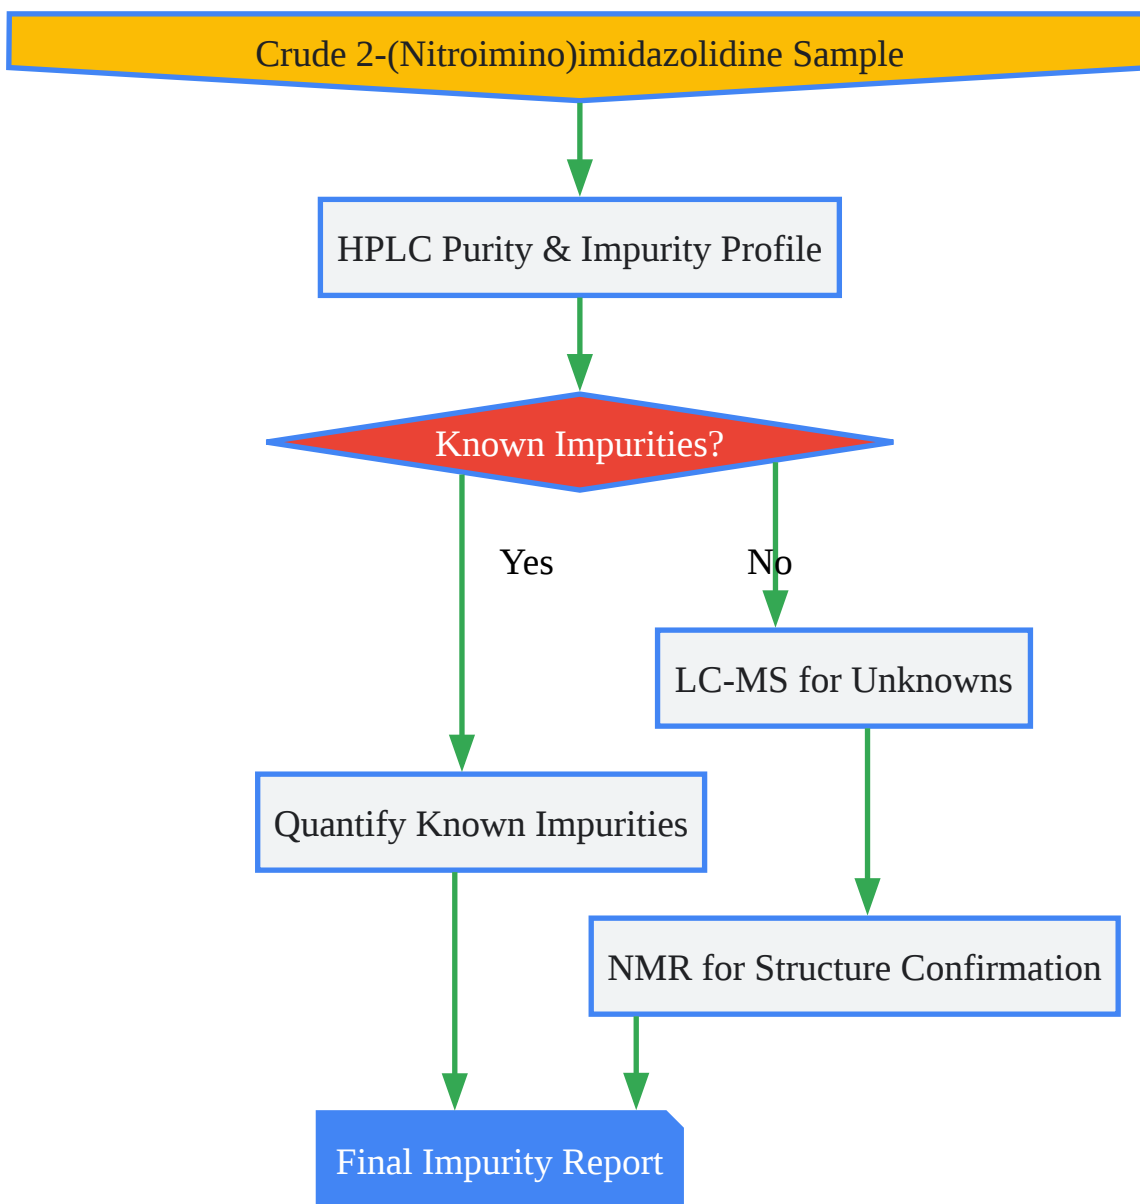 Crude 2-(Nitroimino)imidazolidine Sample
HPLC Purity & Impurity Profile
Known Impurities?
Yes
No
LC-MS for Unknowns
Quantify Known Impurities
NMR for Structure Confirmation
Final Impurity Report